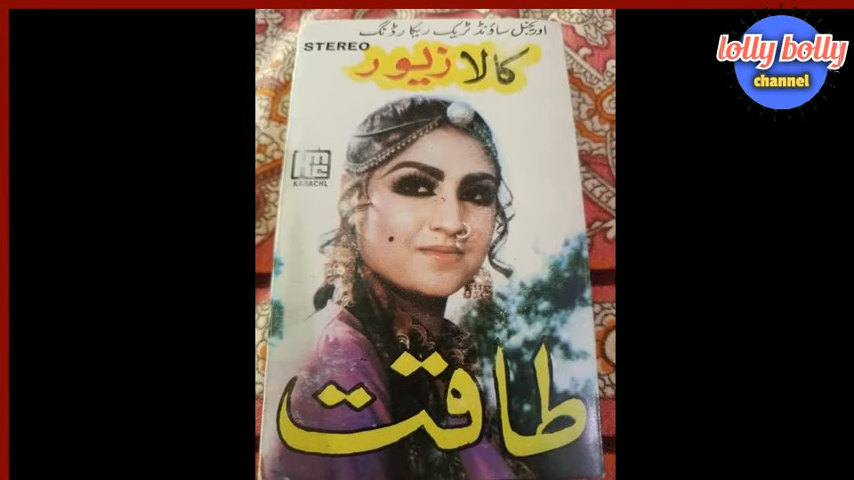 اوریجنل ساؤنڈ ٹریک ریکارڈنگ
STEREO
کالا زیور
KARACHI
طاقت
lolly bolly
channel